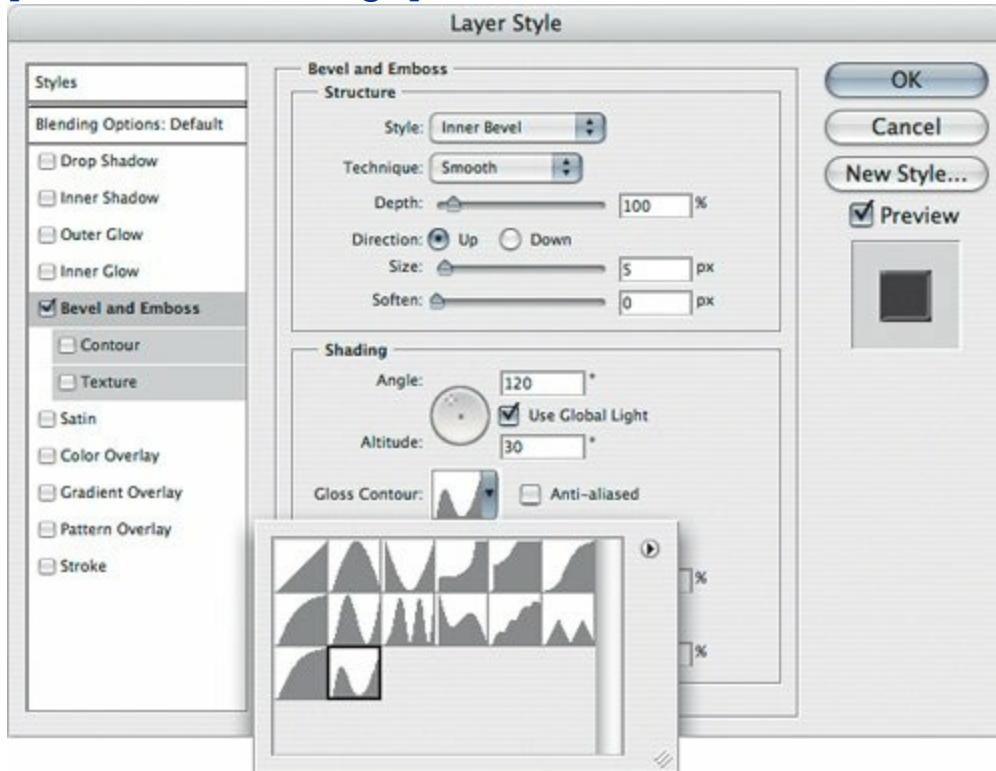 Layer Style
Styles
Blending Options: Default
Drop Shadow
Inner Shadow
Outer Glow
Inner Glow
Bevel and Emboss
Contour
Texture
Satin
Color Overlay
Gradient Overlay
Pattern Overlay
Stroke
Bevel and Emboss
Structure
Style: Inner Bevel
Technique: Smooth
Depth: 100 %
Direction: Up Down
Size: 5 px
Soften: 0 px
Shading
Angle: 120 °
Use Global Light
Altitude: 30 °
Gloss Contour: Anti-aliased
%
%
OK
Cancel
New Style...
Preview